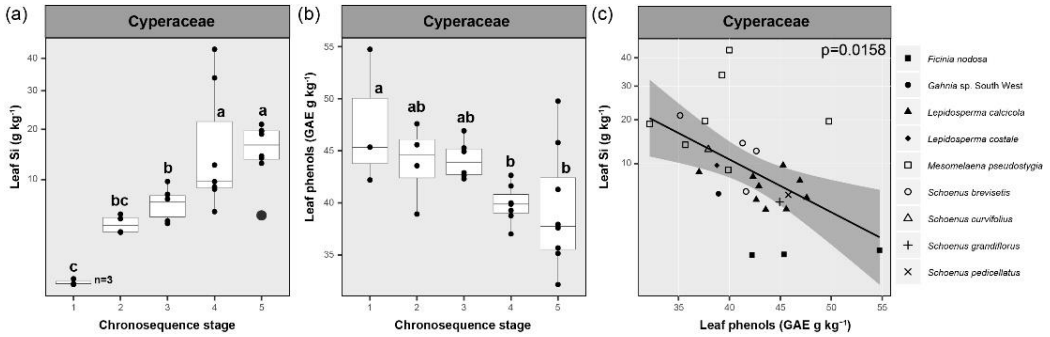 (a)
Cyperaceae
Leaf Si (g kg⁻¹)
40
30
20
10
c
n=3
bc
b
a
a
1 2 3 4 5
Chronosequence stage
(b)
Cyperaceae
Leaf phenols (GAE g kg⁻¹)
55
50
45
40
35
a
ab
ab
b
b
1 2 3 4 5
Chronosequence stage
(c)
Cyperaceae
p=0.0158
Leaf Si (g kg⁻¹)
40
30
20
10
35 40 45 50 55
Leaf phenols (GAE g kg⁻¹)
Ficinia nodosa
Gahnia sp. South West
Lepidosperma calcicola
Lepidosperma costale
Mesomelaena pseudostygia
Schoenus brevisetis
Schoenus curvifolius
Schoenus grandiflorus
Schoenus pedicellatus